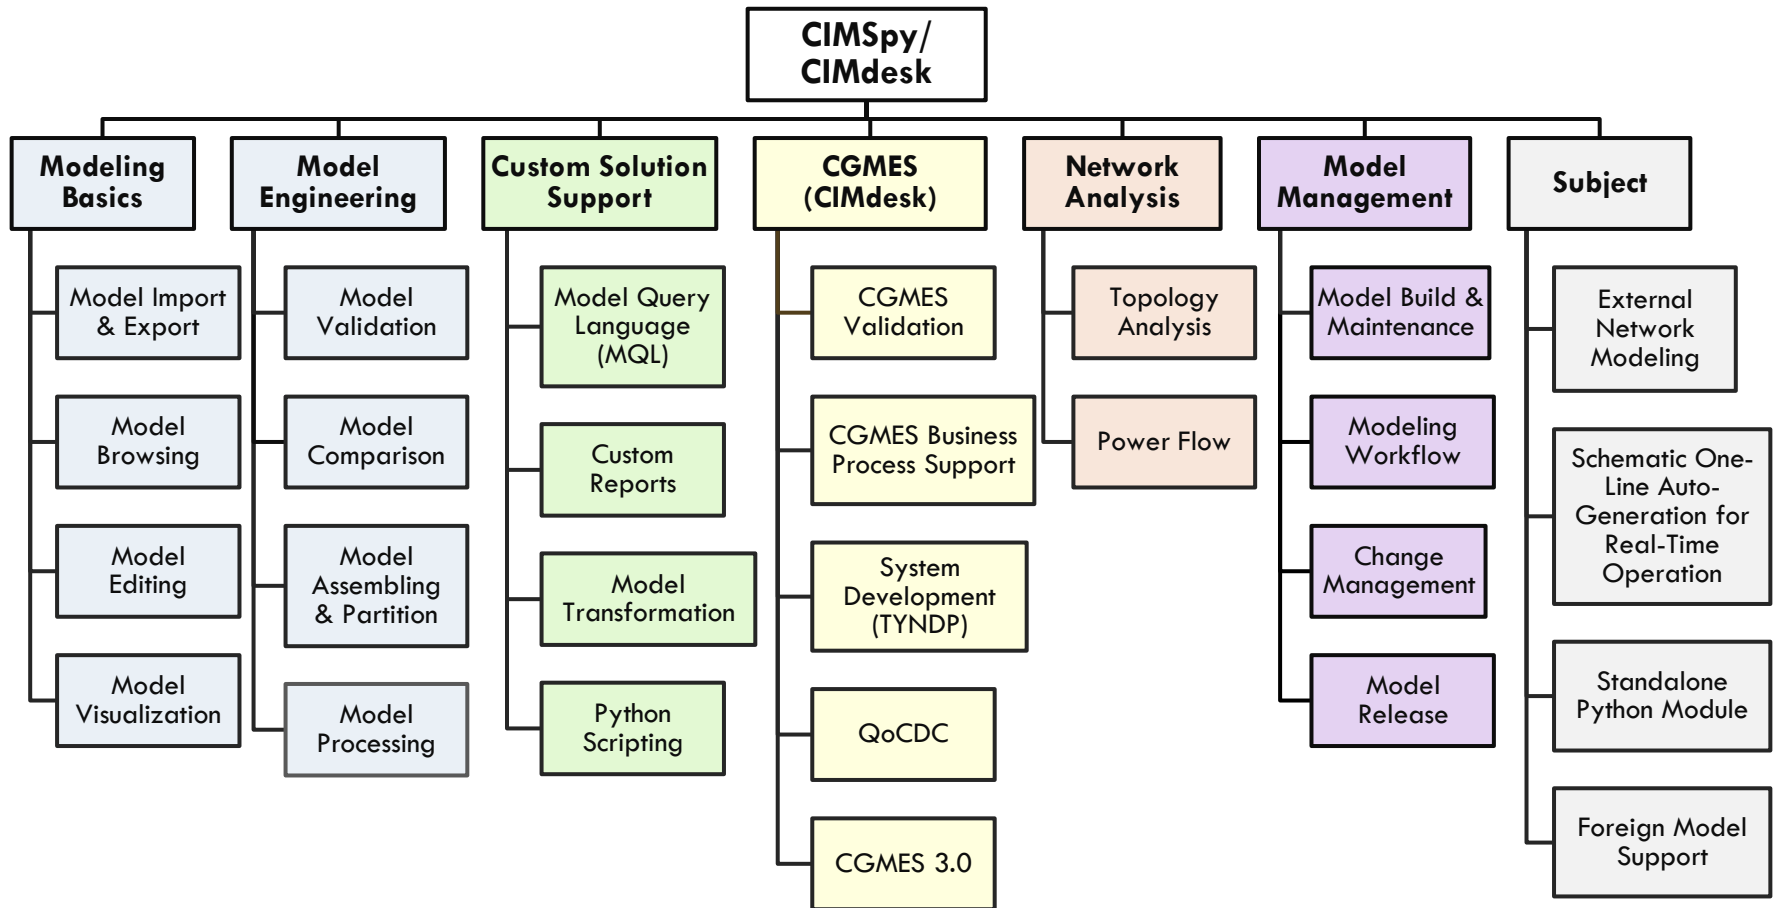 CIMSpy/
CIMdesk
Modeling
Basics
Model
Engineering
Custom Solution
Support
CGMES
(CIMdesk)
Network
Analysis
Model
Management
Subject
Model Import
& Export
Model
Browsing
Model
Editing
Model
Visualization
Model
Validation
Model
Comparison
Model
Assembling
& Partition
Model
Processing
Model Query
Language
(MQL)
Custom
Reports
Model
Transformation
Python
Scripting
CGMES
Validation
CGMES Business
Process Support
System
Development
(TYNDP)
QoCDC
CGMES 3.0
Topology
Analysis
Power Flow
Model Build &
Maintenance
Modeling
Workflow
Change
Management
Model
Release
External
Network
Modeling
Schematic One-
Line Auto-
Generation for
Real-Time
Operation
Standalone
Python Module
Foreign Model
Support